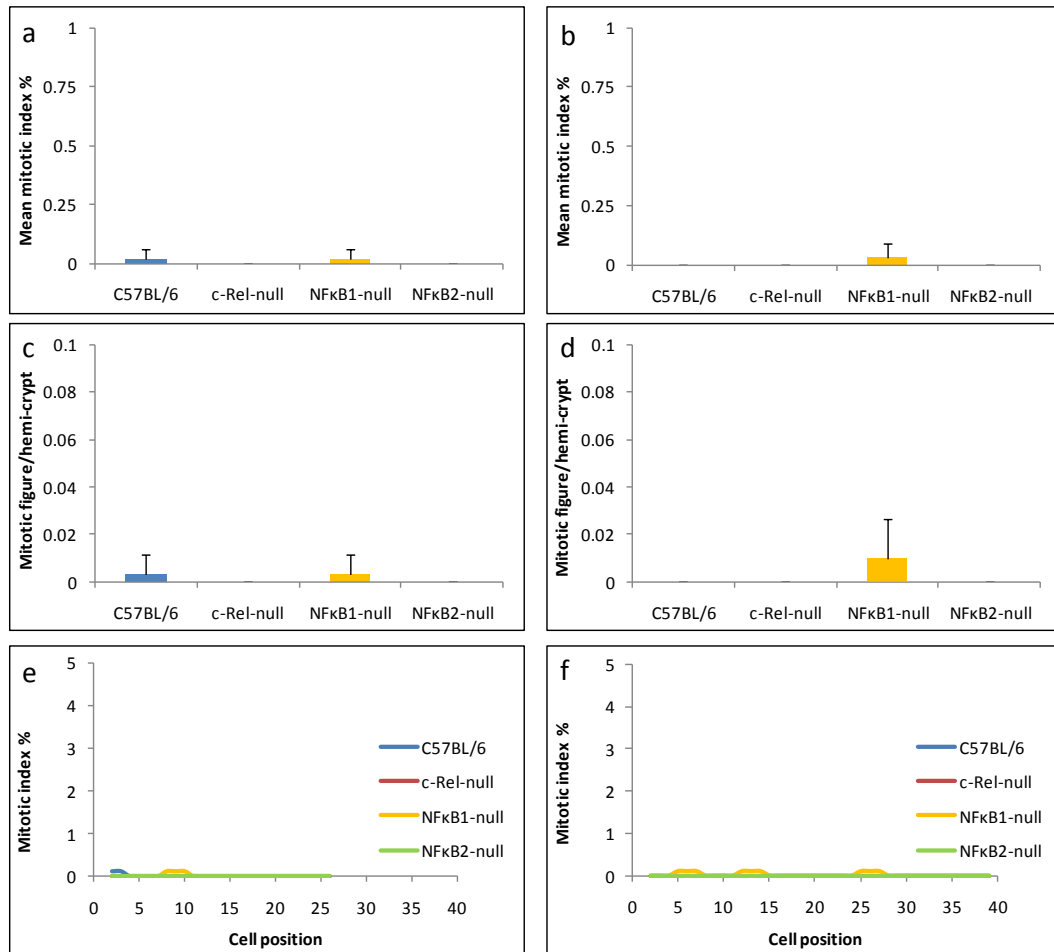 a
Mean mitotic index %
1
0.75
0.5
0.25
0
C57BL/6 c-Rel-null NFκB1-null NFκB2-null
b
Mean mitotic index %
1
0.75
0.5
0.25
0
C57BL/6 c-Rel-null NFκB1-null NFκB2-null
c
Mitotic figure/hemi-crypt
0.1
0.08
0.06
0.04
0.02
0
C57BL/6 c-Rel-null NFκB1-null NFκB2-null
d
Mitotic figure/hemi-crypt
0.1
0.08
0.06
0.04
0.02
0
C57BL/6 c-Rel-null NFκB1-null NFκB2-null
e
Mitotic index %
5
4
3
2
1
0
C57BL/6
c-Rel-null
NFκB1-null
NFκB2-null
0 5 10 15 20 25 30 35 40
Cell position
f
Mitotic index %
5
4
3
2
1
0
C57BL/6
c-Rel-null
NFκB1-null
NFκB2-null
0 5 10 15 20 25 30 35 40
Cell position